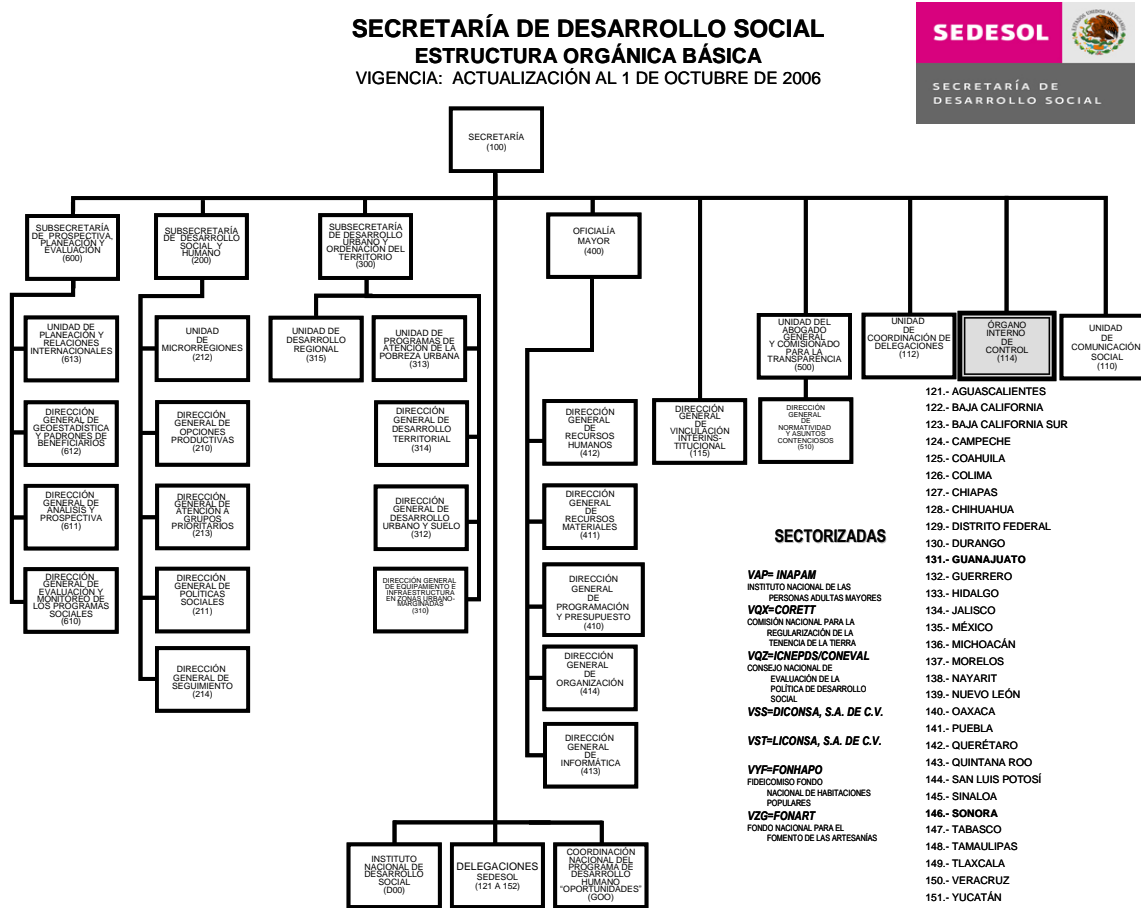 SECRETARÍA DE DESARROLLO SOCIAL
ESTRUCTURA ORGÁNICA BÁSICA
VIGENCIA: ACTUALIZACIÓN AL 1 DE OCTUBRE DE 2006
SEDESOL
ESTADOS UNIDOS MEXICANOS
SECRETARÍA DE
DESARROLLO SOCIAL
SECRETARÍA
(100)
SUBSECRETARÍA
DE PROSPECTIVA,
PLANEACIÓN Y
EVALUACIÓN
(600)
SUBSECRETARÍA
DE DESARROLLO
SOCIAL Y
HUMANO
(200)
SUBSECRETARÍA
DE DESARROLLO
URBANO Y
ORDENACIÓN DEL
TERRITORIO
(300)
OFICIALÍA
MAYOR
(400)
UNIDAD DE
PLANEACIÓN Y
RELACIONES
INTERNACIONALES
(613)
UNIDAD
DE
MICRORREGIONES
(212)
UNIDAD DE
DESARROLLO
REGIONAL
(315)
UNIDAD DE
PROGRAMAS DE
ATENCIÓN DE LA
POBREZA URBANA
(313)
UNIDAD DEL
ABOGADO
GENERAL
Y COMISIONADO
PARA LA
TRANSPARENCIA
(500)
UNIDAD
DE
COORDINACIÓN DE
DELEGACIONES
(112)
ÓRGANO
INTERNO
DE
CONTROL
(114)
UNIDAD
DE
COMUNICACIÓN
SOCIAL
(110)
DIRECCIÓN
GENERAL DE
GEOESTADÍSTICA
Y PADRONES DE
BENEFICIARIOS
(612)
DIRECCIÓN
GENERAL DE
OPCIONES
PRODUCTIVAS
(210)
DIRECCIÓN
GENERAL DE
DESARROLLO
TERRITORIAL
(314)
DIRECCIÓN
GENERAL
DE
RECURSOS
HUMANOS
(412)
DIRECCIÓN
GENERAL
DE
VINCULACIÓN
INTERINS-
TITUCIONAL
(115)
DIRECCIÓN
GENERAL
DE
NORMATIVIDAD
Y ASUNTOS
CONTENCIOSOS
(510)
DIRECCIÓN
GENERAL DE
ANÁLISIS Y
PROSPECTIVA
(611)
DIRECCIÓN
GENERAL DE
ATENCIÓN A
GRUPOS
PRIORITARIOS
(213)
DIRECCIÓN
GENERAL DE
DESARROLLO
URBANO Y SUELO
(312)
DIRECCIÓN
GENERAL
DE
RECURSOS
MATERIALES
(411)
DIRECCIÓN
GENERAL DE
EVALUACIÓN Y
MONITOREO DE
LOS PROGRAMAS
SOCIALES
(610)
DIRECCIÓN
GENERAL DE
POLÍTICAS
SOCIALES
(211)
DIRECCIÓN GENERAL
DE EQUIPAMIENTO E
INFRAESTRUCTURA
EN ZONAS URBANO-
MARGINADAS
(310)
DIRECCIÓN
GENERAL
DE
PROGRAMACIÓN
Y PRESUPUESTO
(410)
DIRECCIÓN
GENERAL DE
SEGUIMIENTO
(214)
DIRECCIÓN
GENERAL
DE
ORGANIZACIÓN
(414)
DIRECCIÓN
GENERAL
DE
INFORMÁTICA
(413)
INSTITUTO
NACIONAL DE
DESARROLLO
SOCIAL
(D00)
DELEGACIONES
SEDESOL
(121 A 152)
COORDINACIÓN
NACIONAL DEL
PROGRAMA DE
DESARROLLO
HUMANO
"OPORTUNIDADES"
(GOO)
SECTORIZADAS
VAP= INAPAM
INSTITUTO NACIONAL DE LAS
PERSONAS ADULTAS MAYORES
VQX=CORETT
COMISIÓN NACIONAL PARA LA
REGULARIZACIÓN DE LA
TENENCIA DE LA TIERRA
VQZ=ICNEPDS/CONEVAL
CONSEJO NACIONAL DE
EVALUACIÓN DE LA
POLÍTICA DE DESARROLLO
SOCIAL
VSS=DICONSA, S.A. DE C.V.
VST=LICONSA, S.A. DE C.V.
VYF=FONHAPO
FIDEICOMISO FONDO
NACIONAL DE HABITACIONES
POPULARES
VZG=FONART
FONDO NACIONAL PARA EL
FOMENTO DE LAS ARTESANÍAS
121.- AGUASCALIENTES
122.- BAJA CALIFORNIA
123.- BAJA CALIFORNIA SUR
124.- CAMPECHE
125.- COAHUILA
126.- COLIMA
127.- CHIAPAS
128.- CHIHUAHUA
129.- DISTRITO FEDERAL
130.- DURANGO
131.- GUANAJUATO
132.- GUERRERO
133.- HIDALGO
134.- JALISCO
135.- MÉXICO
136.- MICHOACÁN
137.- MORELOS
138.- NAYARIT
139.- NUEVO LEÓN
140.- OAXACA
141.- PUEBLA
142.- QUERÉTARO
143.- QUINTANA ROO
144.- SAN LUIS POTOSÍ
145.- SINALOA
146.- SONORA
147.- TABASCO
148.- TAMAULIPAS
149.- TLAXCALA
150.- VERACRUZ
151.- YUCATÁN